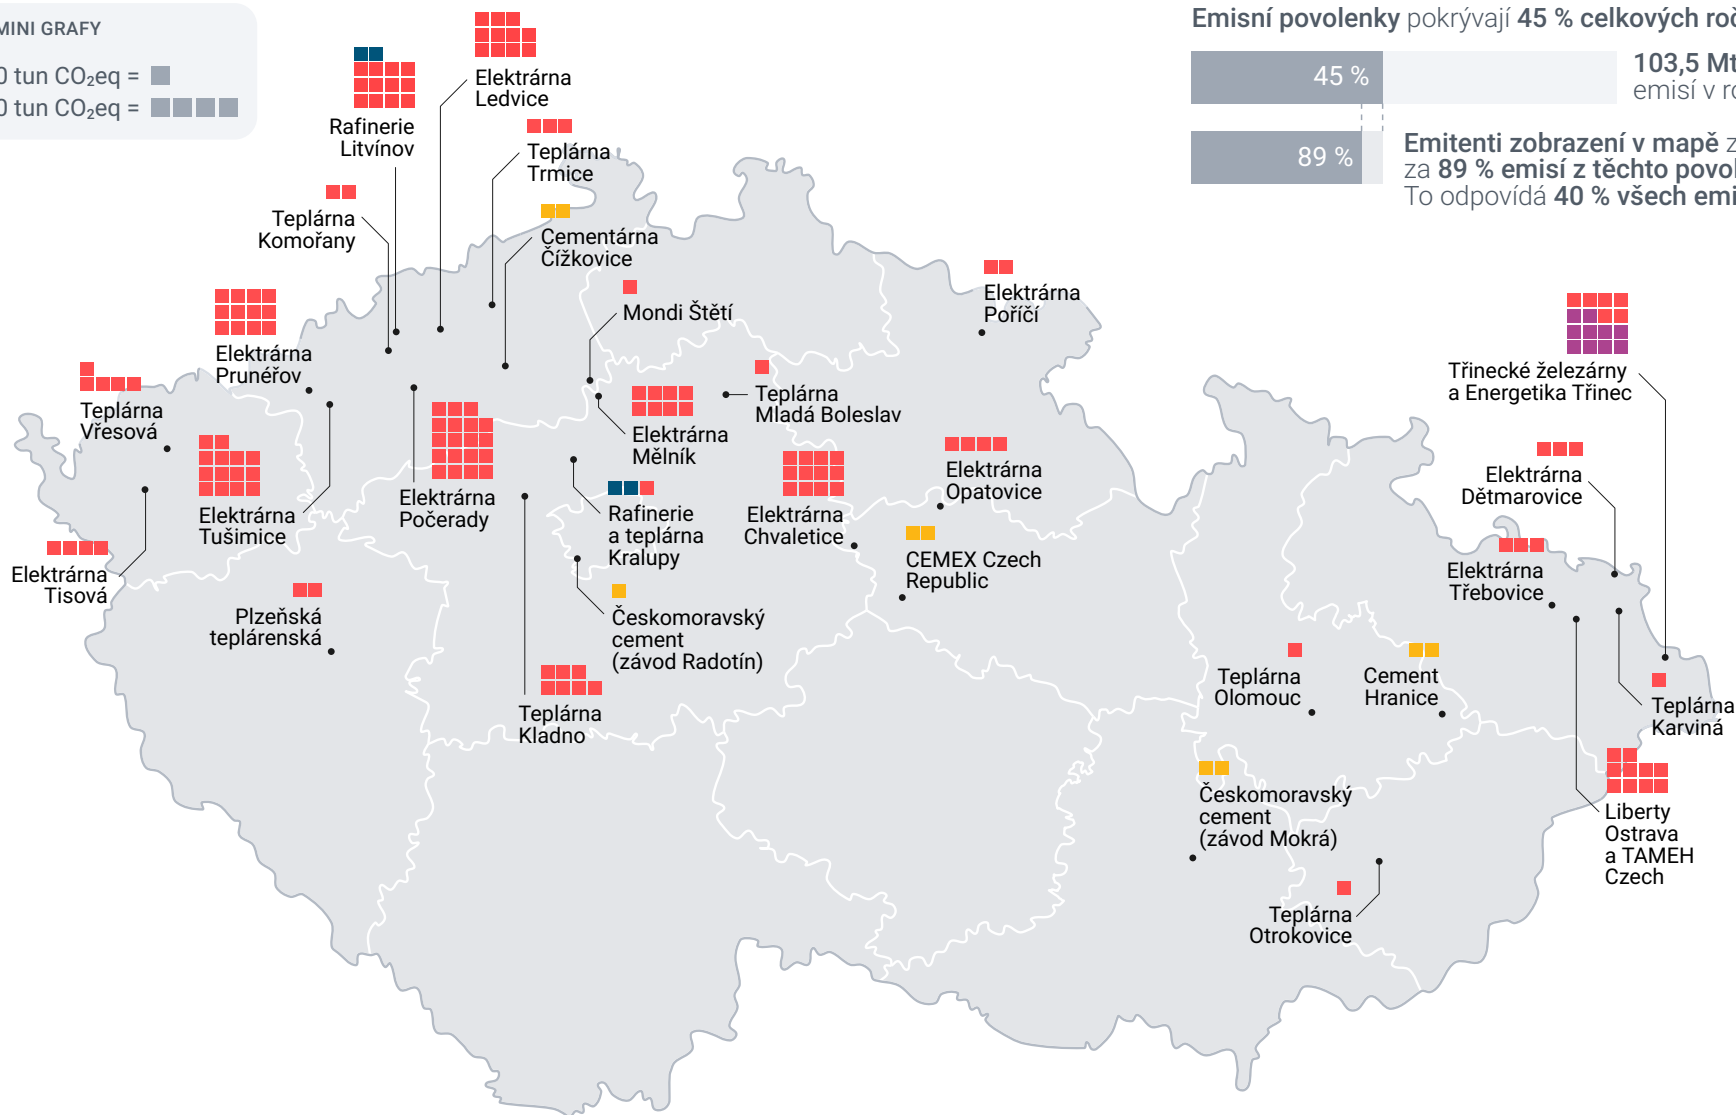 MINI GRAFY
0 tun CO₂eq =
0 tun CO₂eq =
Emisní povolenky pokrývají 45 % celkových
45 %
103,5 Mt
emisí v
89 %
Emitenti zobrazení v mapě
za 89 % emisí z těchto
To odpovídá 40 % všech
Elektrárna
Ledvice
Rafinerie
Litvínov
Teplárna
Trmice
Teplárna
Komořany
Cementárna
Čížkovice
Mondi Štětí
Elektrárna
Poříčí
Elektrárna
Prunéřov
Teplárna
Vřesová
Teplárna
Mladá Boleslav
Třinecké železárny
a Energetika Třinec
Elektrárna
Mělník
Elektrárna
Tušimice
Elektrárna
Počerady
Elektrárna
Opatovice
Elektrárna
Dětmarovice
Rafinerie
a teplárna
Kralupy
Elektrárna
Chvaletice
CEMEX Czech
Republic
Elektrárna
Tisová
Elektrárna
Třebovice
Plzeňská
teplárenská
Českomoravský
cement
(závod Radotín)
Teplárna
Olomouc
Cement
Hranice
Teplárna
Karviná
Teplárna
Kladno
Českomoravský
cement
(závod Mokrá)
Liberty
Ostrava
a TAMEH
Czech
Teplárna
Otrokovice